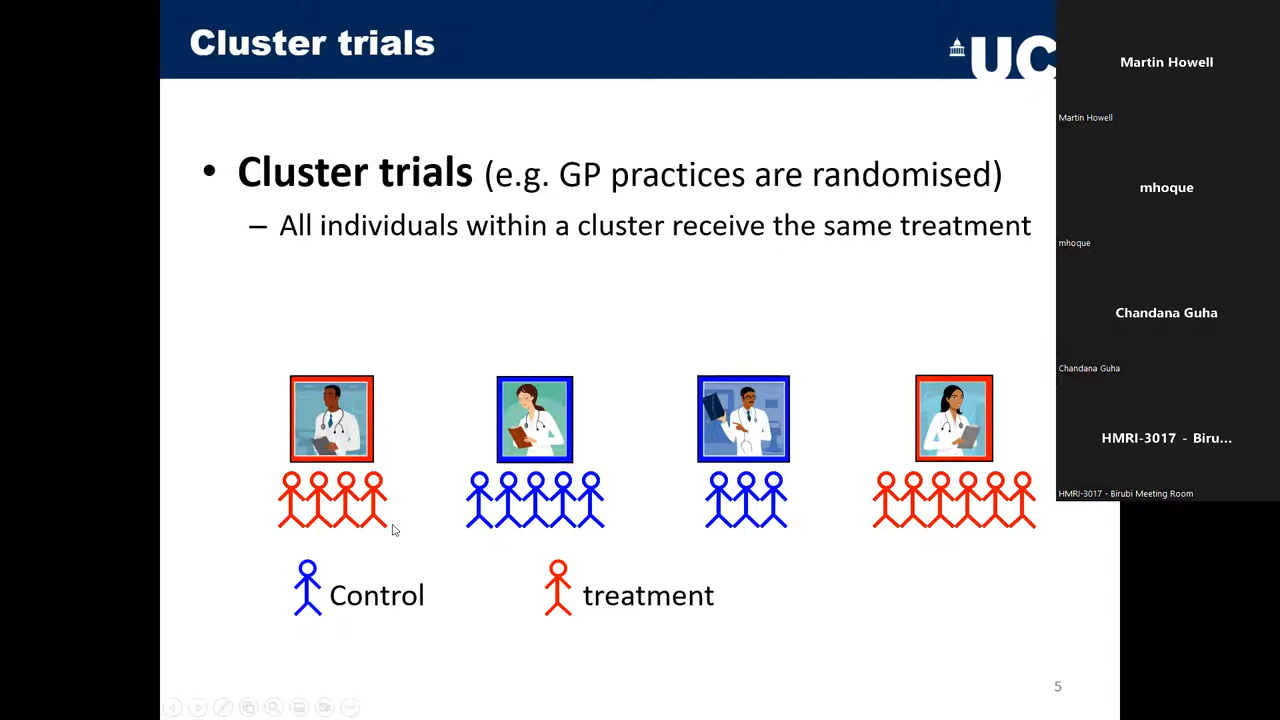 Cluster trials
UC
• Cluster trials (e.g. GP practices are randomised)
– All individuals within a cluster receive the same treatment
Control
treatment
5
Martin Howell
Martin Howell
mhoque
mhoque
Chandana Guha
Chandana Guha
HMRI-3017 - Biru...
HMRI-3017 - Birubi Meeting Room